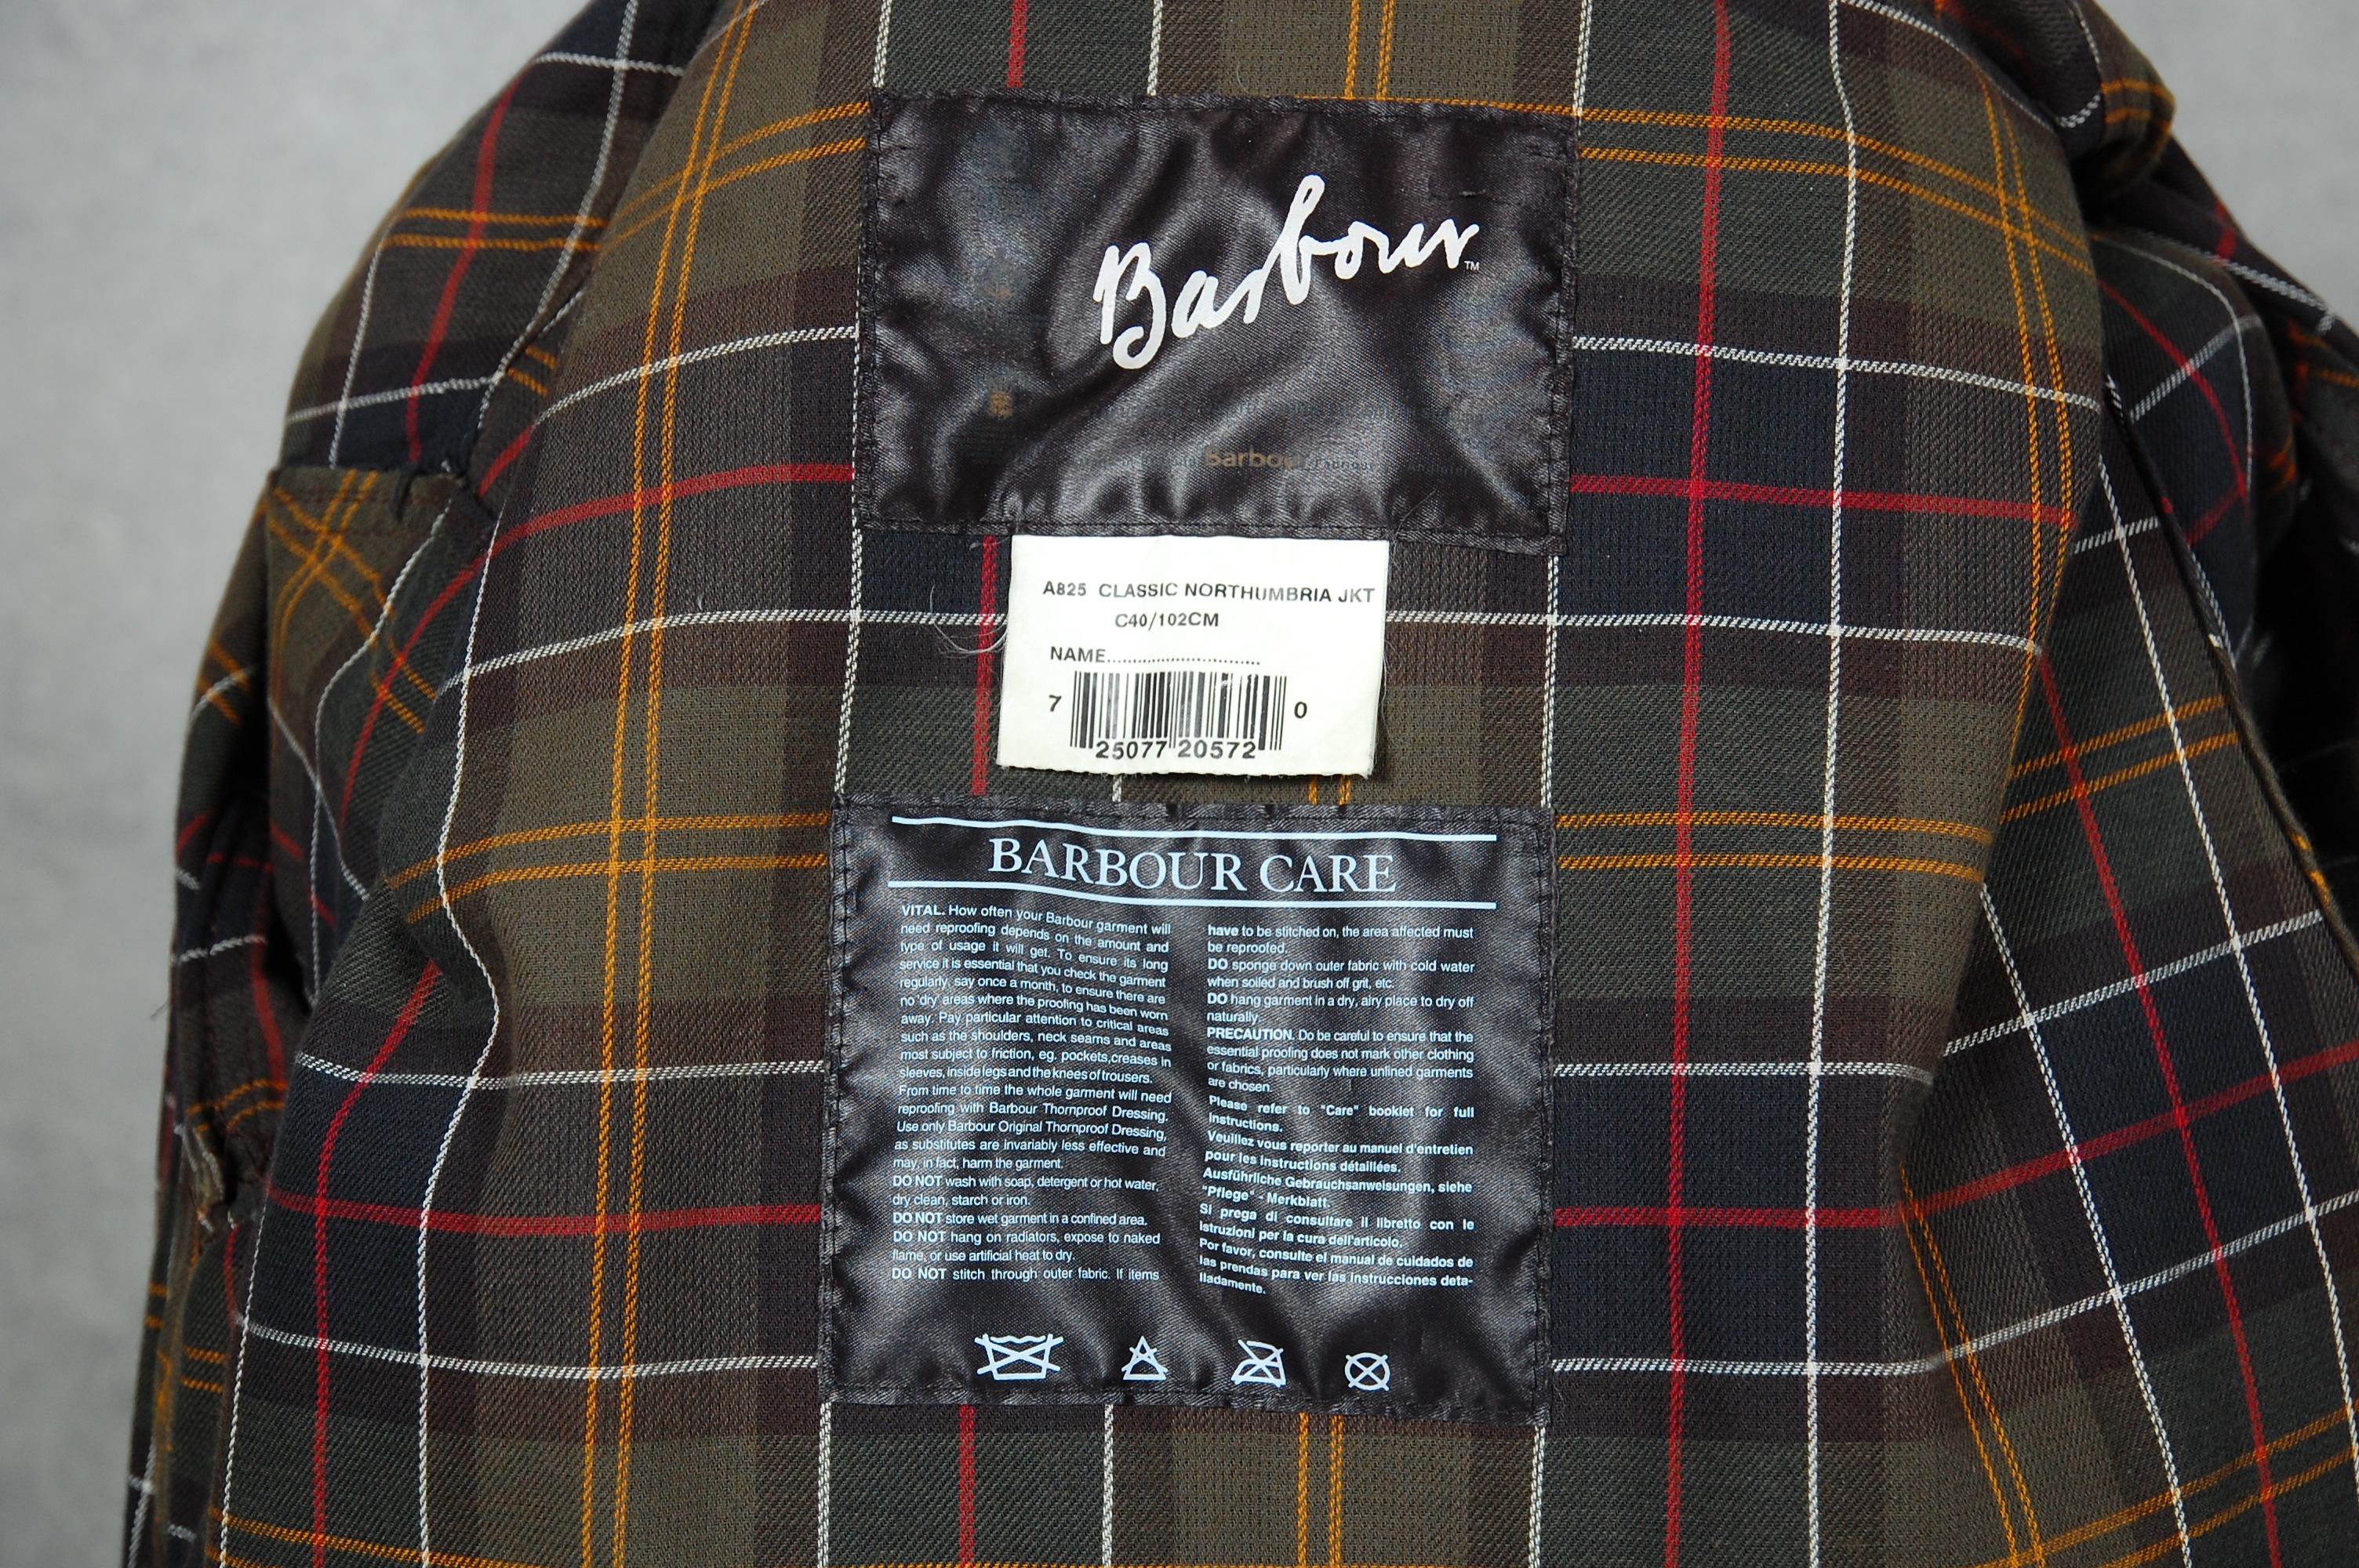 Barbour™
Barbour
A825 CLASSIC NORTHUMBRIA JKT
C40/102CM
NAME............................
7 25077 20572 0
BARBOUR CARE
VITAL. How often your Barbour garment will
need reproofing depends on the amount and
type of usage it will get. To ensure its long
service it is essential that you check the garment
regularly, say once a month, to ensure there are
no 'dry' areas where the proofing has been worn
away. Pay particular attention to critical areas
such as the shoulders, neck seams and areas
most subject to friction, eg. pockets,creases in
sleeves, inside legs and the knees of trousers.
From time to time the whole garment will need
reproofing with Barbour Thornproof Dressing.
Use only Barbour Original Thornproof Dressing,
as substitutes are invariably less effective and
may, in fact, harm the garment.
DO NOT wash with soap, detergent or hot water,
dry clean, starch or iron.
DO NOT store wet garment in a confined area.
DO NOT hang on radiators, expose to naked
flame, or use artificial heat to dry.
DO NOT stitch through outer fabric. If items
have to be stitched on, the area affected must
be reproofed.
DO sponge down outer fabric with cold water
when soiled and brush off grit, etc.
DO hang garment in a dry, airy place to dry off
naturally.
PRECAUTION. Do be careful to ensure that the
essential proofing does not mark other clothing
or fabrics, particularly where unlined garments
are chosen.
Please refer to "Care" booklet for full
instructions.
Veuillez vous reporter au manuel d'entretien
pour les instructions détaillées.
Ausführliche Gebrauchsanweisungen, siehe
"Pflege" - Merkblatt.
Si prega di consultare il libretto con le
istruzioni per la cura dell'articolo.
Por favor, consulte el manual de cuidados de
las prendas para ver las instrucciones deta-
lladamente.